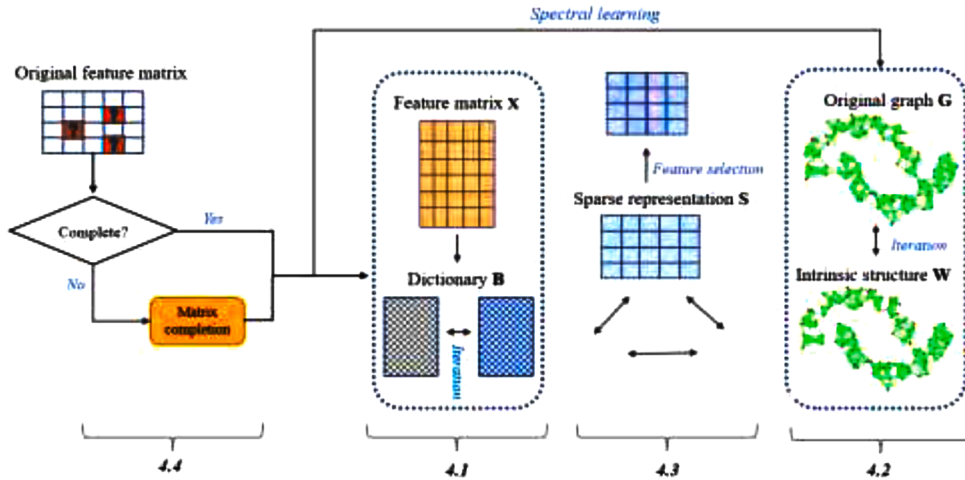 Spectral learning
Original feature matrix
?
?
?
Complete?
Yes
No
Matrix
completion
Feature matrix X
Dictionary B
Iteration
Feature selection
Sparse representation S
Original graph G
Iteration
Intrinsic structure W
4.4
4.1
4.3
4.2